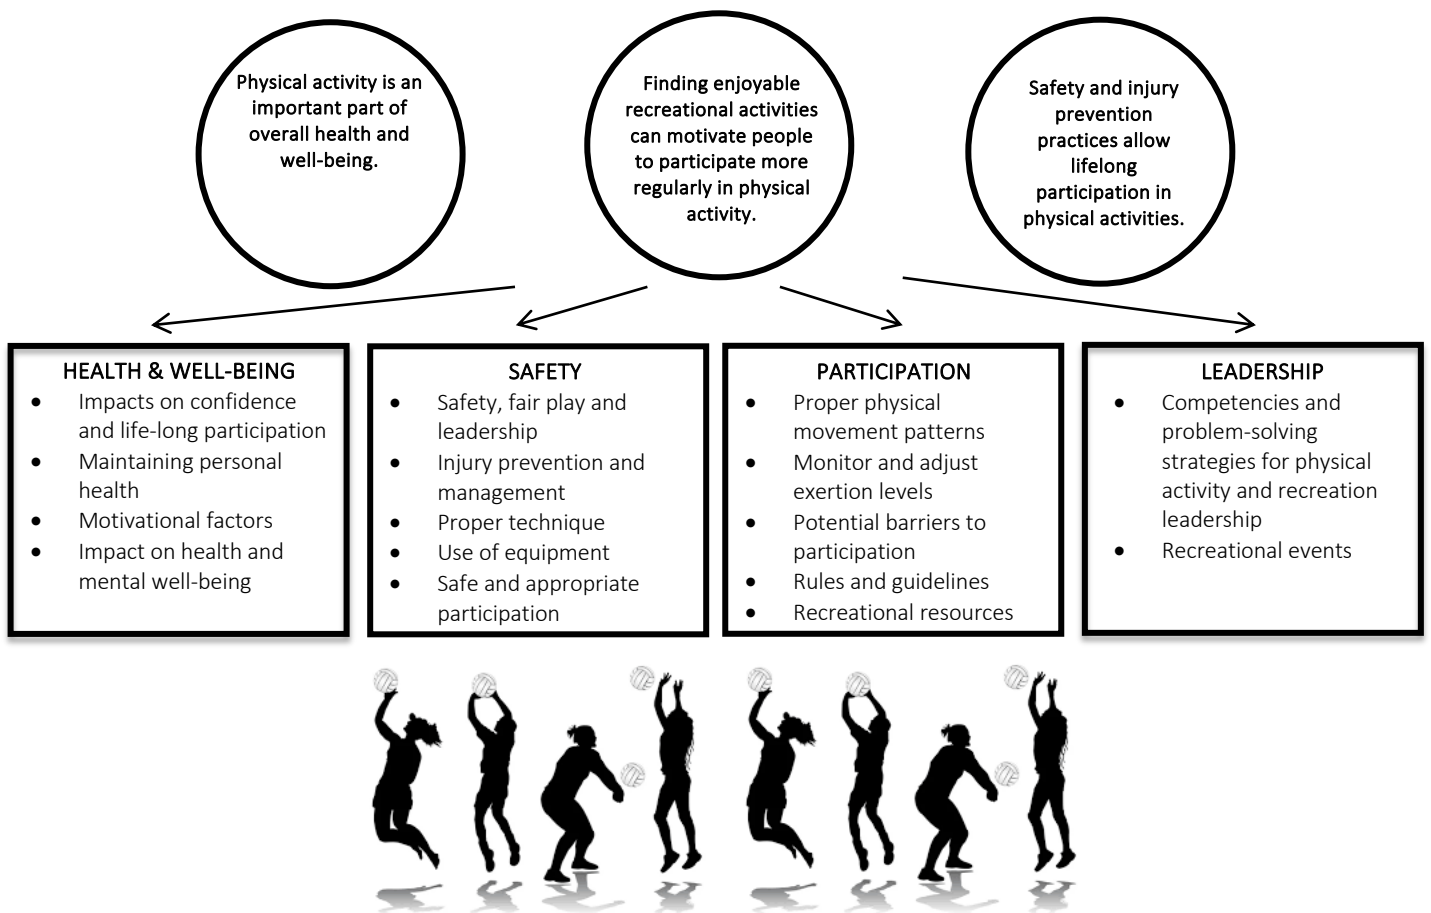 Physical activity is an
important part of
overall health and
well-being.
Finding enjoyable
recreational activities
can motivate people
to participate more
regularly in physical
activity.
Safety and injury
prevention
practices allow
lifelong
participation in
physical activities.
HEALTH & WELL-BEING
• Impacts on confidence
and life-long participation
• Maintaining personal
health
• Motivational factors
• Impact on health and
mental well-being
SAFETY
• Safety, fair play and
leadership
• Injury prevention and
management
• Proper technique
• Use of equipment
• Safe and appropriate
participation
PARTICIPATION
• Proper physical
movement patterns
• Monitor and adjust
exertion levels
• Potential barriers to
participation
• Rules and guidelines
• Recreational resources
LEADERSHIP
• Competencies and
problem-solving
strategies for physical
activity and recreation
leadership
• Recreational events